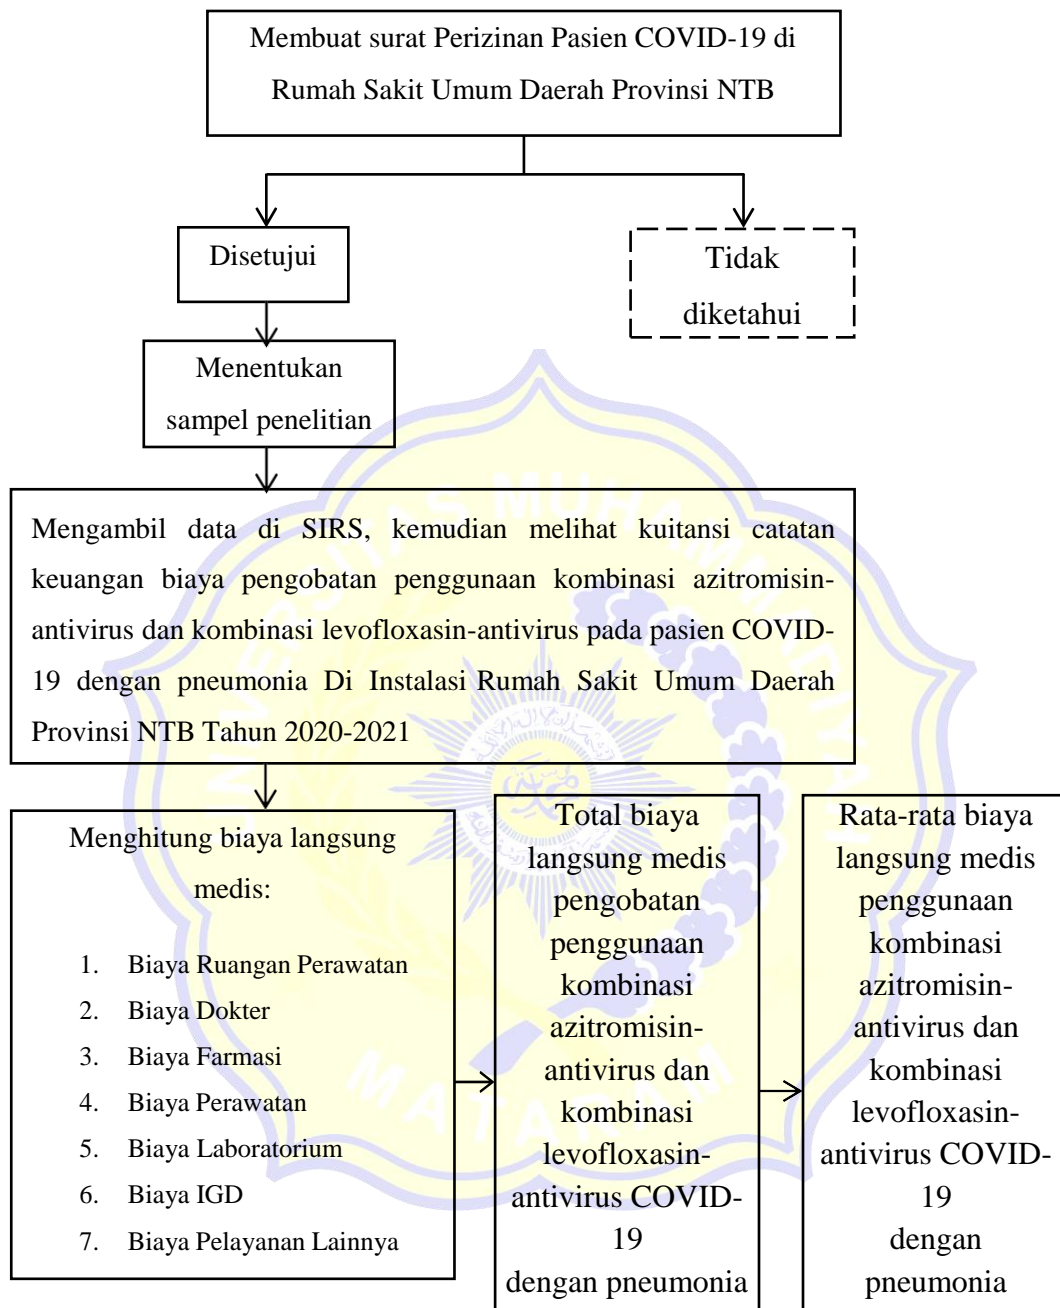 Membuat surat Perizinan Pasien COVID-19 di
Rumah Sakit Umum Daerah Provinsi NTB
Disetujui
Tidak
diketahui
Menentukan
sampel penelitian
Mengambil data di SIRS, kemudian melihat kuitansi catatan
keuangan biaya pengobatan penggunaan kombinasi azitromisin-
antivirus dan kombinasi levofloxasin-antivirus pada pasien COVID-
19 dengan pneumonia Di Instalasi Rumah Sakit Umum Daerah
Provinsi NTB Tahun 2020-2021
Menghitung biaya langsung
medis:
1. Biaya Ruangan Perawatan
2. Biaya Dokter
3. Biaya Farmasi
4. Biaya Perawatan
5. Biaya Laboratorium
6. Biaya IGD
7. Biaya Pelayanan Lainnya
Total biaya
langsung medis
pengobatan
penggunaan
kombinasi
azitromisin-
antivirus dan
kombinasi
levofloxasin-
antivirus COVID-
19
dengan pneumonia
Rata-rata biaya
langsung medis
penggunaan
kombinasi
azitromisin-
antivirus dan
kombinasi
levofloxasin-
antivirus COVID-
19
dengan
pneumonia
UNIVERSITAS MUHAMMADIYAH
MATARAM